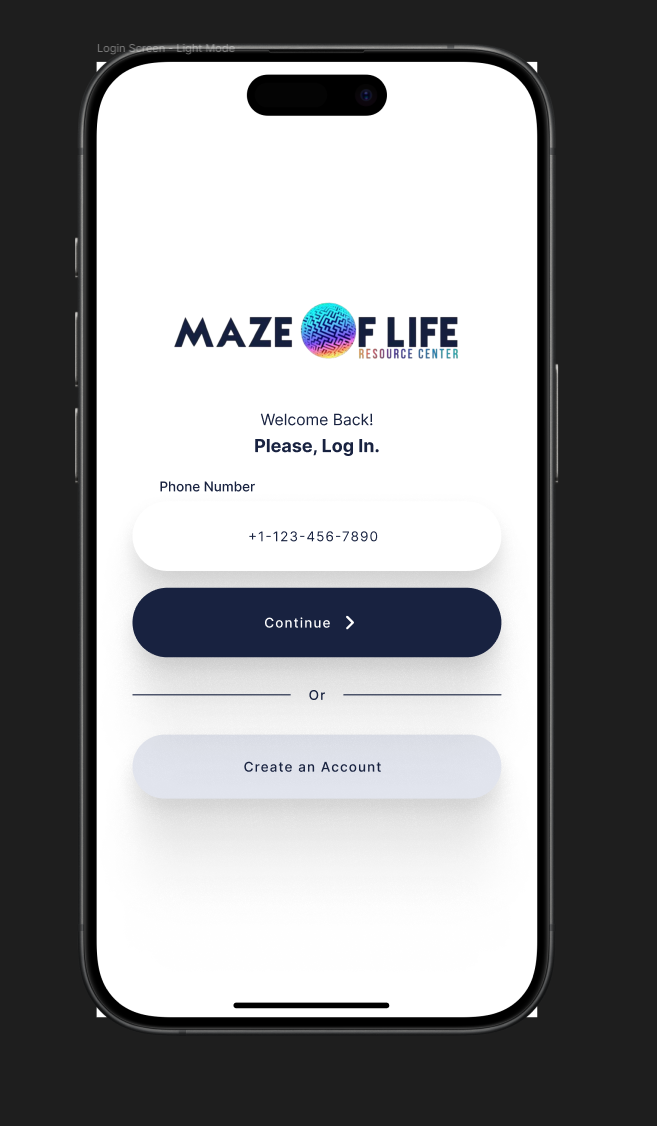 Login Screen - Light Mode
MAZE OF LIFE
RESOURCE CENTER
Welcome Back!
Please, Log In.
Phone Number
+1-123-456-7890
Continue
Or
Create an Account